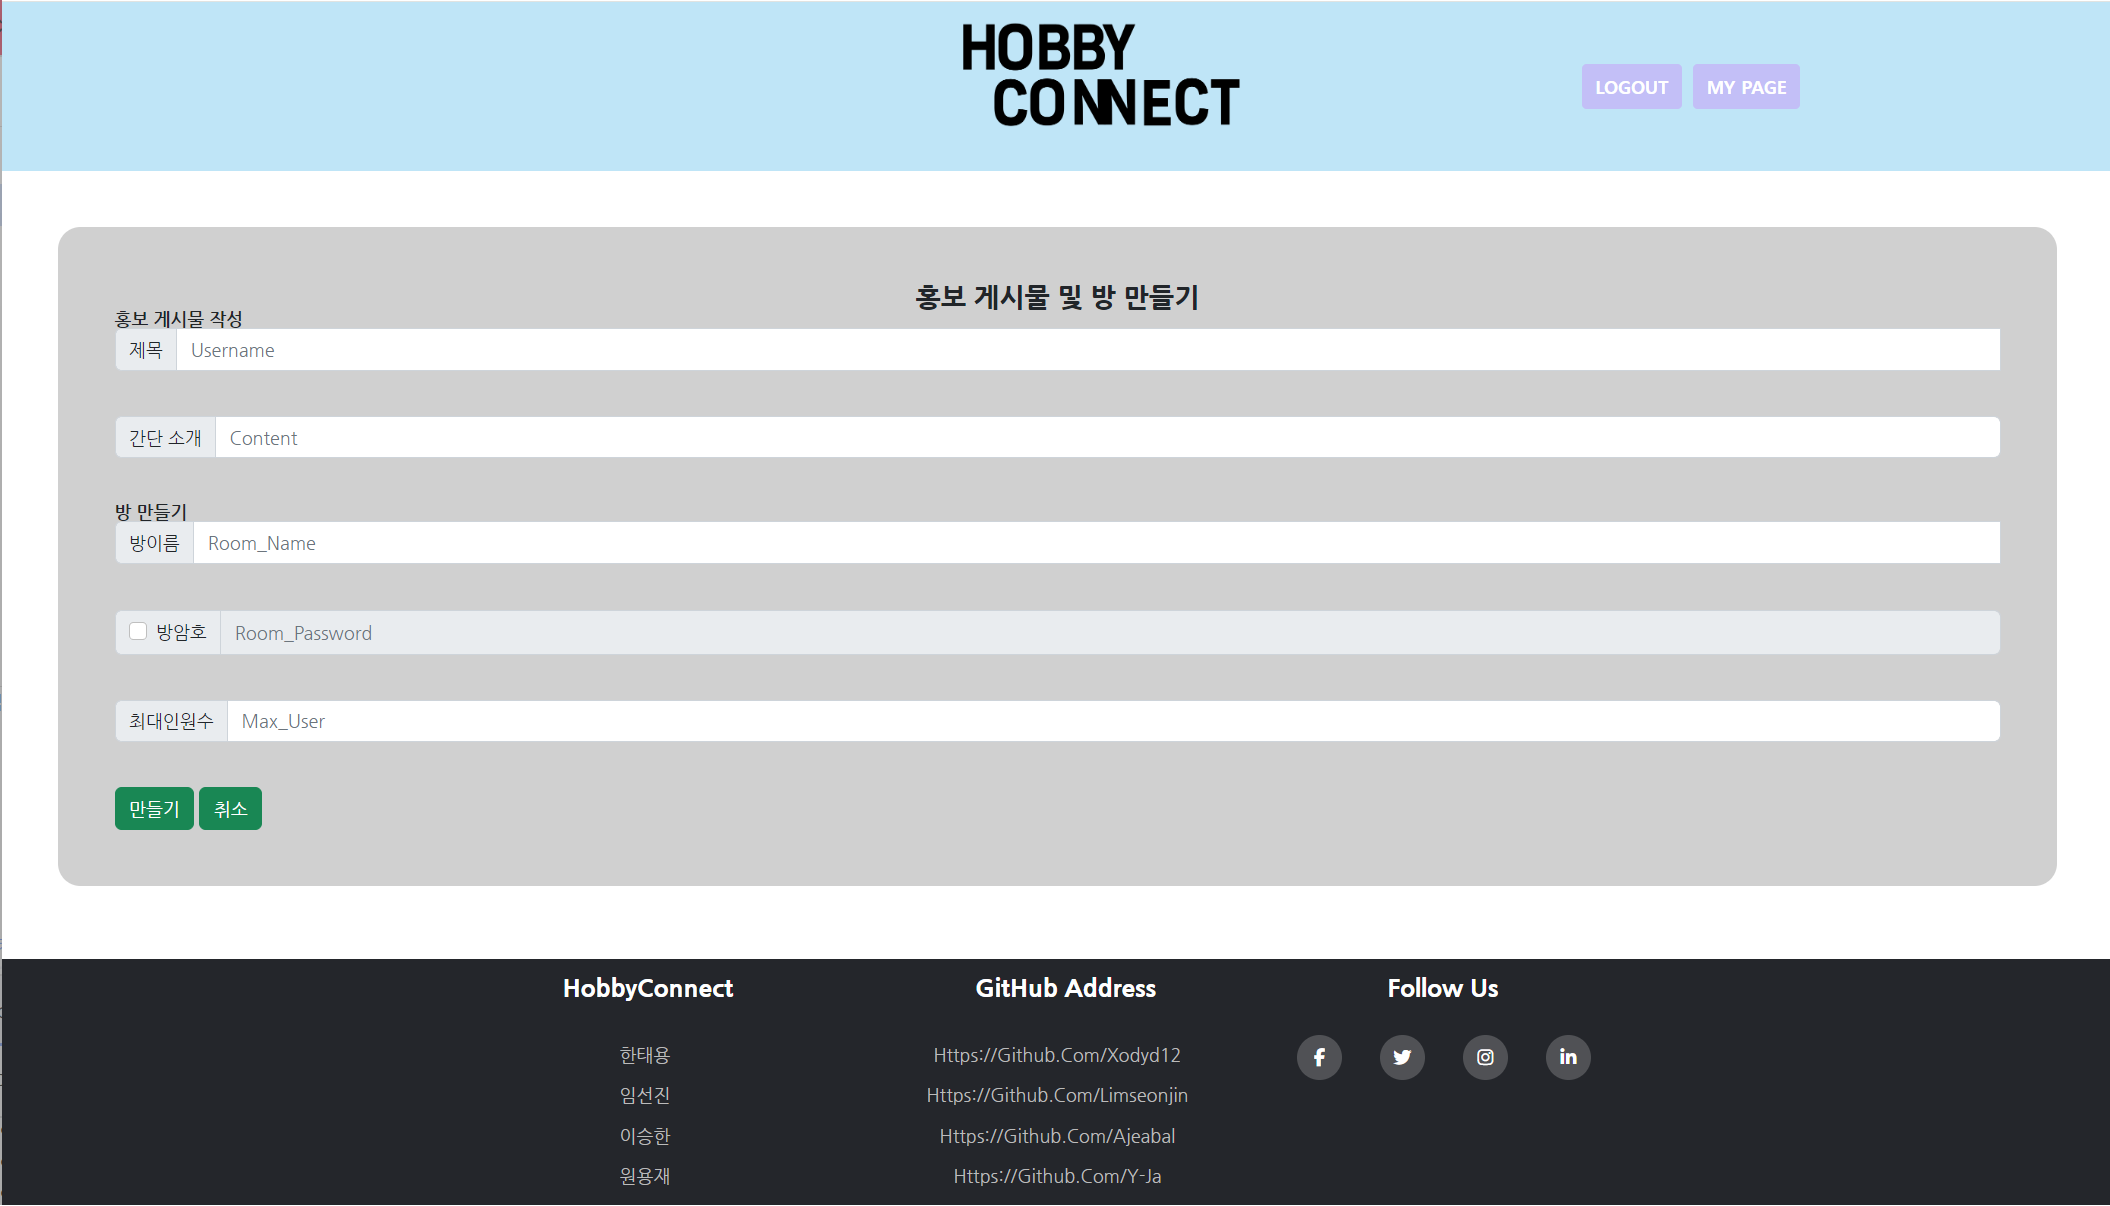 HOBBY
CONNECT
LOGOUT MY PAGE
홍보 게시물 및 방 만들기
홍보 게시물 작성
제목 Username
간단 소개 Content
방 만들기
방이름 Room_Name
방암호 Room_Password
최대인원수 Max_User
만들기 취소
HobbyConnect
한태용
임선진
이승한
원용재
GitHub Address
Https://Github.Com/Xodyd12
Https://Github.Com/Limseonjin
Https://Github.Com/Ajeabal
Https://Github.Com/Y-Ja
Follow Us